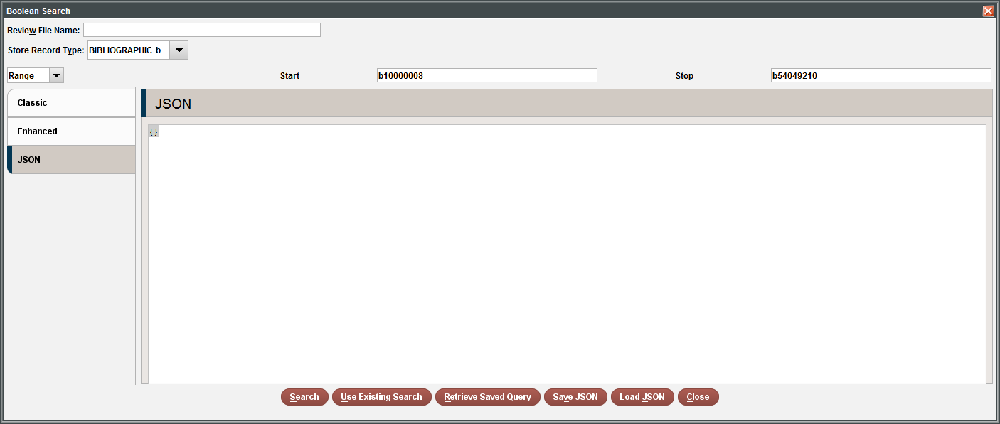 Boolean Search
Review File Name:
Store Record Type: BIBLIOGRAPHIC b
Range Start b10000008 Stop b54049210
Classic
Enhanced
JSON
JSON
{}
Search Use Existing Search Retrieve Saved Query Save JSON Load JSON Close